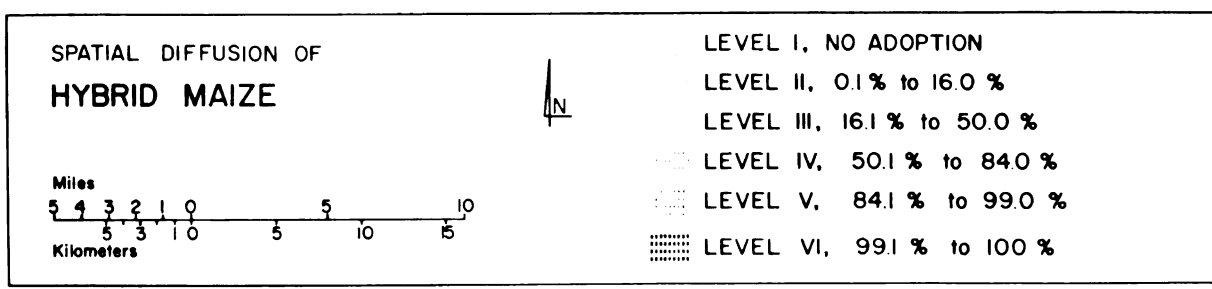 SPATIAL DIFFUSION OF
HYBRID MAIZE
N
Miles
5 4 3 2 1 0 5 10
5 3 1 0 5 10 15
Kilometers
LEVEL I, NO ADOPTION
LEVEL II, 0.1 % to 16.0 %
LEVEL III, 16.1 % to 50.0 %
LEVEL IV, 50.1 % to 84.0 %
LEVEL V, 84.1 % to 99.0 %
LEVEL VI, 99.1 % to 100 %